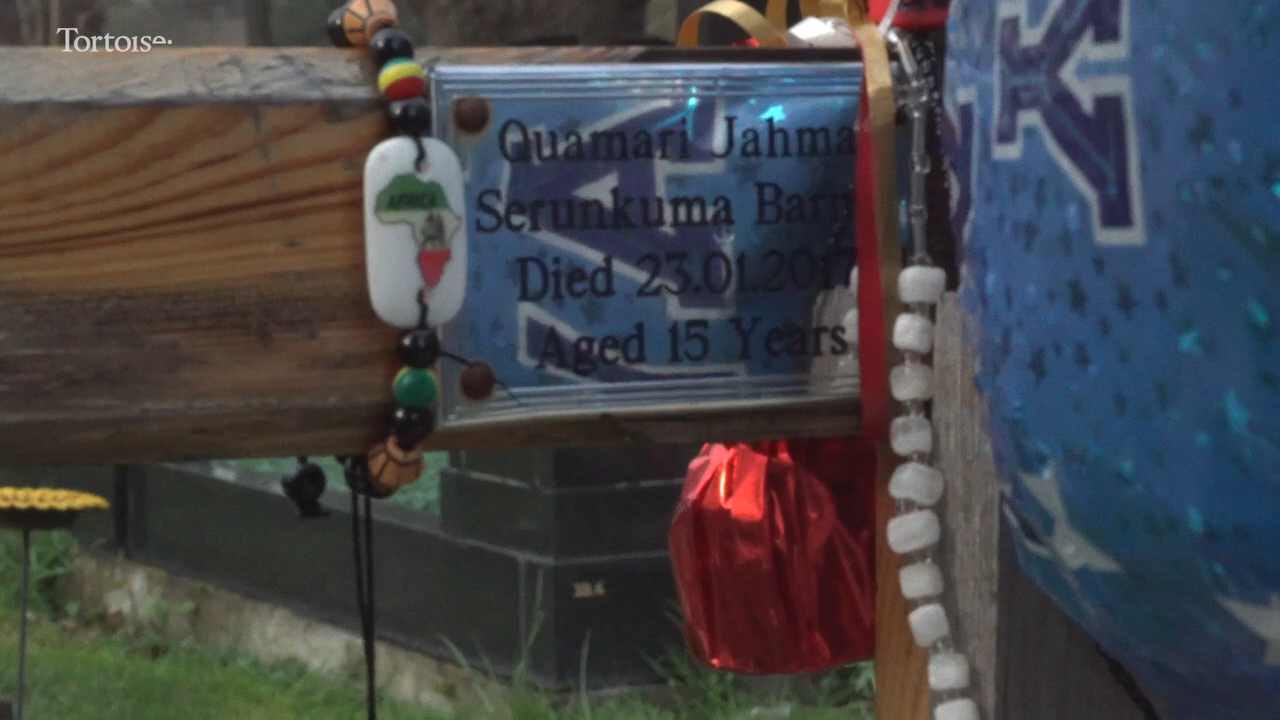 Tortoise
AFRICA
Quamari Jahma
Serunkuma Barn
Died 23.01.2017
Aged 15 Years